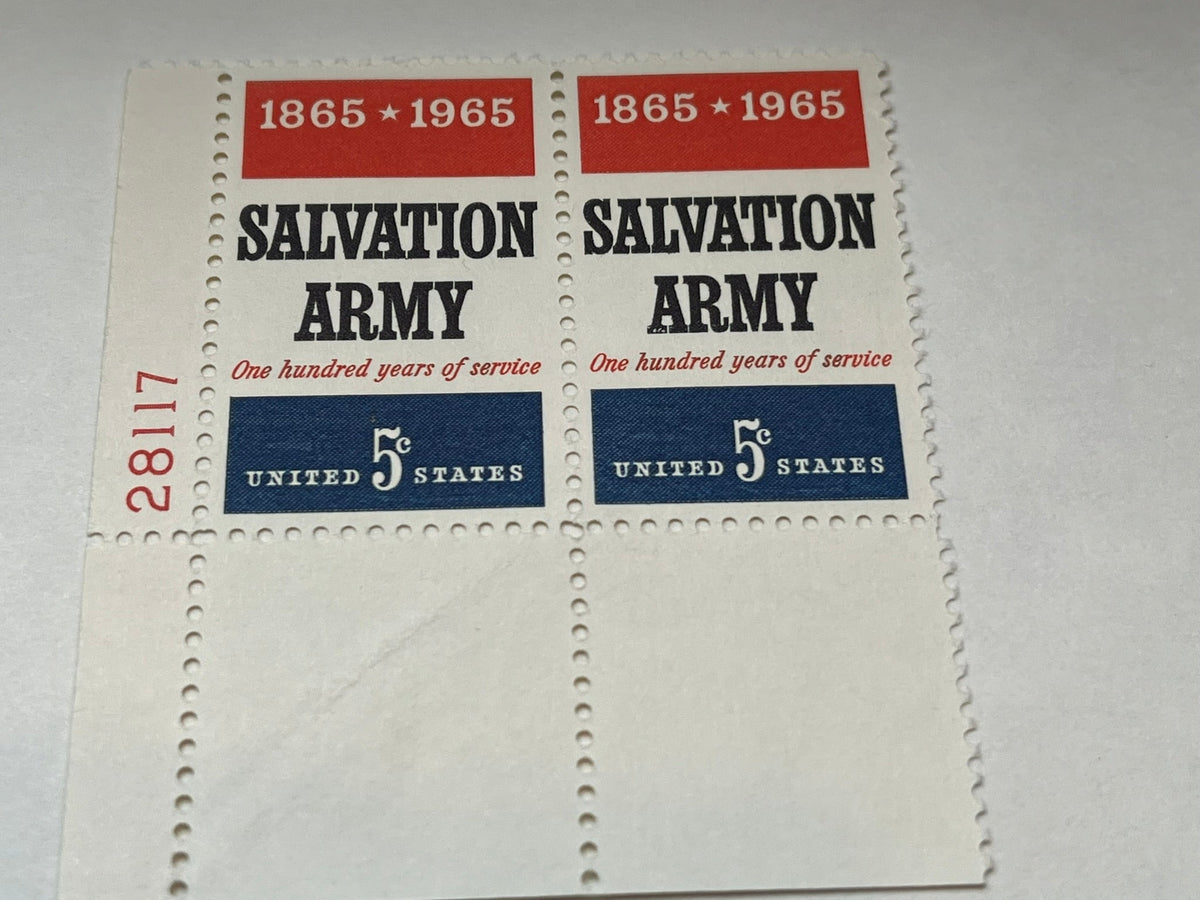 1865 ★ 1965
SALVATION
ARMY
One hundred years of service
UNITED 5c STATES
1865 ★ 1965
SALVATION
ARMY
One hundred years of service
UNITED 5c STATES
28117